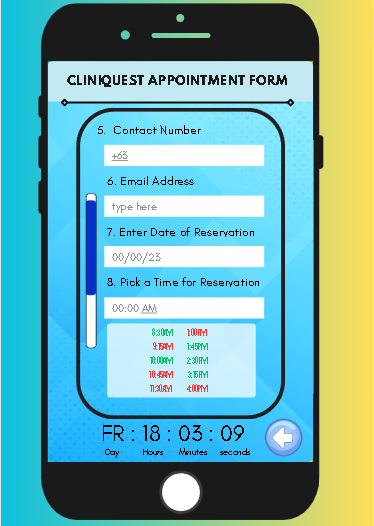 CLINIQUEST APPOINTMENT FORM
5. Contact Number
+63
6. Email Address
type here
7. Enter Date of Reservation
00/00/23
8. Pick a Time for Reservation
00:00 AM
8:30AM 1:00PM
9:15AM 1:45PM
10:00AM 2:30PM
10:45AM 3:15PM
11:30AM 4:00PM
FR : 18 : 03 : 09
Day Hours Minutes seconds